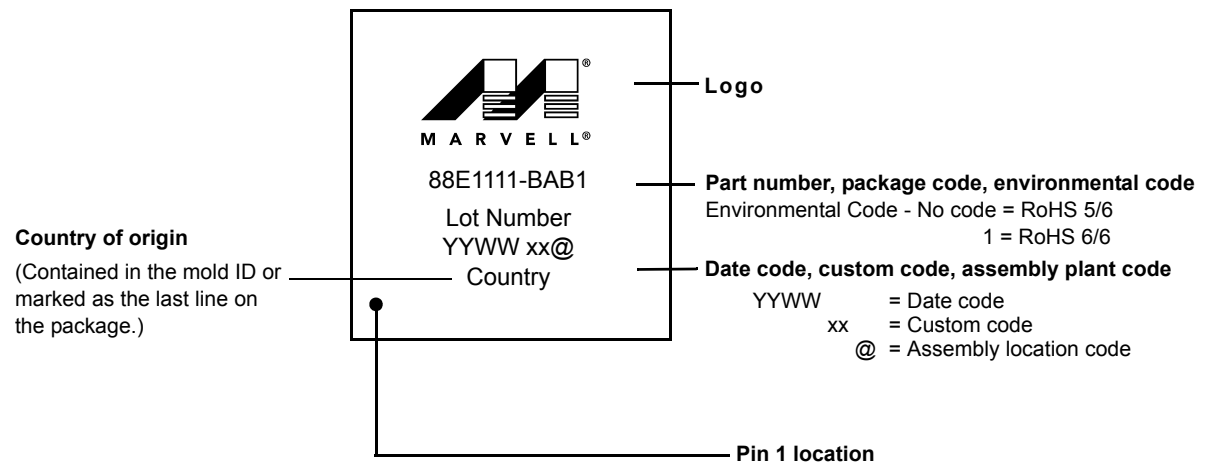 ®
MARVELL®
Logo
88E1111-BAB1
Part number, package code, environmental code
Environmental Code - No code = RoHS 5/6
1 = RoHS 6/6
Lot Number
YYWW xx@
Country
Country of origin
(Contained in the mold ID or
marked as the last line on
the package.)
Date code, custom code, assembly plant code
YYWW = Date code
xx = Custom code
@ = Assembly location code
Pin 1 location